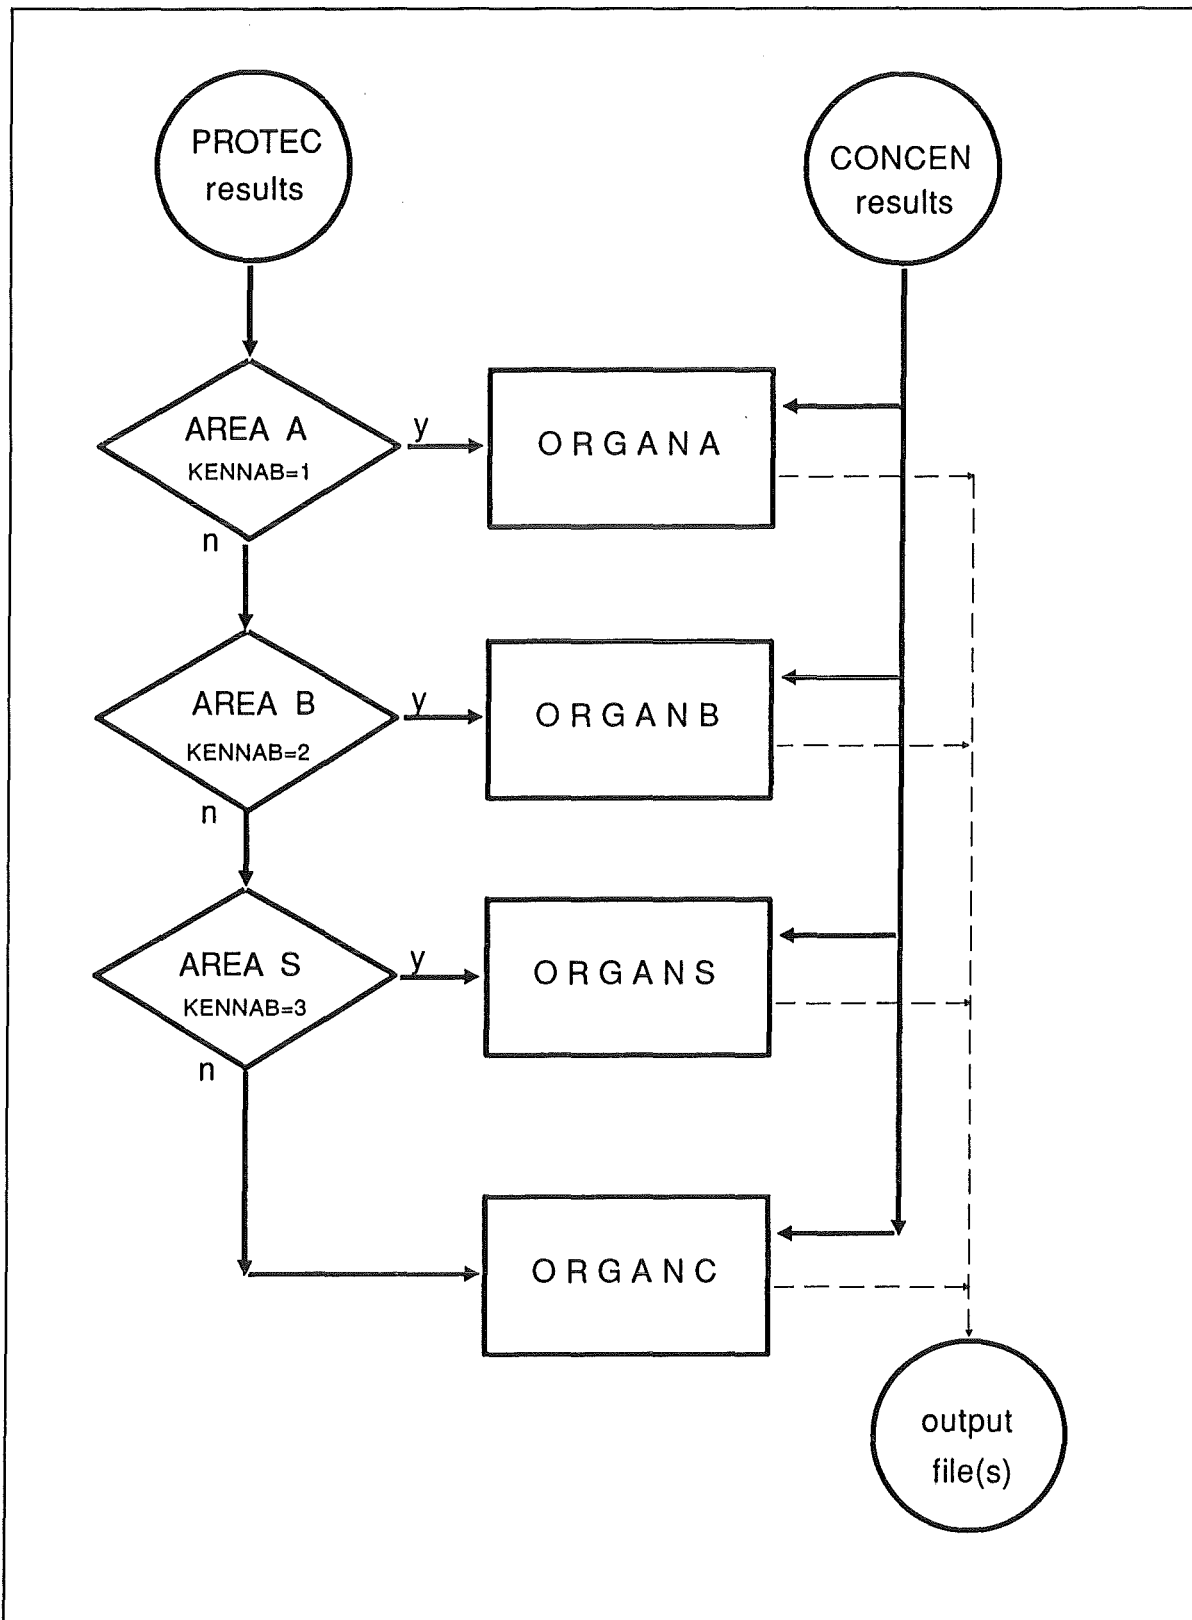 PROTEC
results
CONCEN
results
AREA A
KENNAB=1
y
ORGANA
n
AREA B
KENNAB=2
y
ORGANB
n
AREA S
KENNAB=3
y
ORGANS
n
ORGANC
output
file(s)